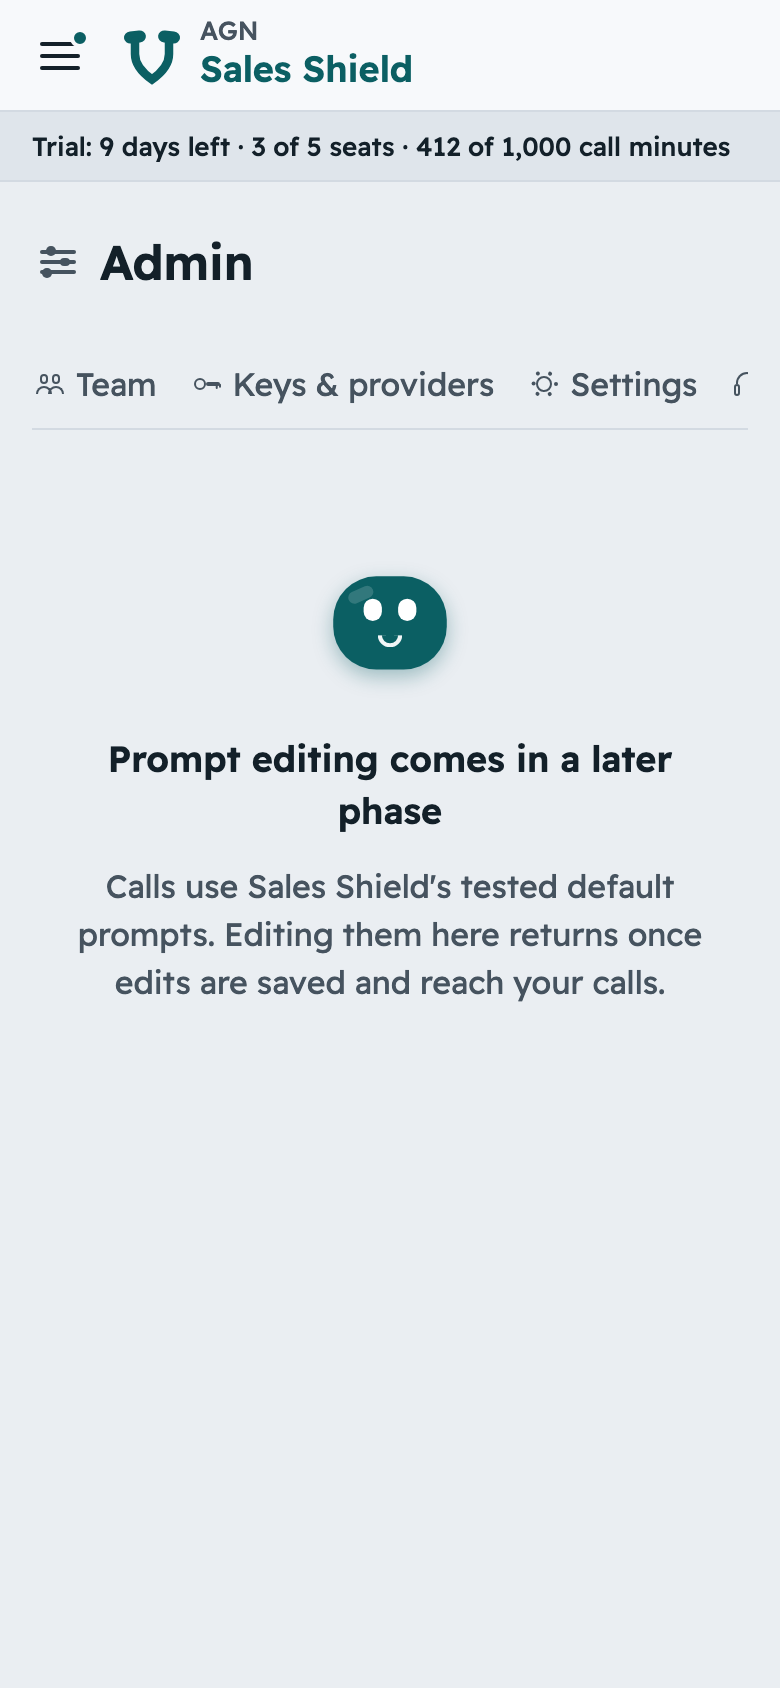 AGN
Sales Shield
Trial: 9 days left · 3 of 5 seats · 412 of 1,000 call minutes
Admin
Team
Keys & providers
Settings
Prompt editing comes in a later
phase
Calls use Sales Shield's tested default
prompts. Editing them here returns once
edits are saved and reach your calls.